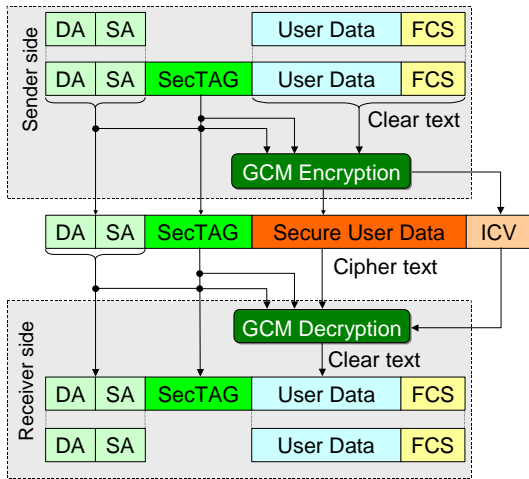 Sender side
DA SA User Data FCS
DA SA SecTAG User Data FCS
Clear text
GCM Encryption
DA SA SecTAG Secure User Data ICV
Cipher text
Receiver side
GCM Decryption
Clear text
DA SA SecTAG User Data FCS
DA SA User Data FCS